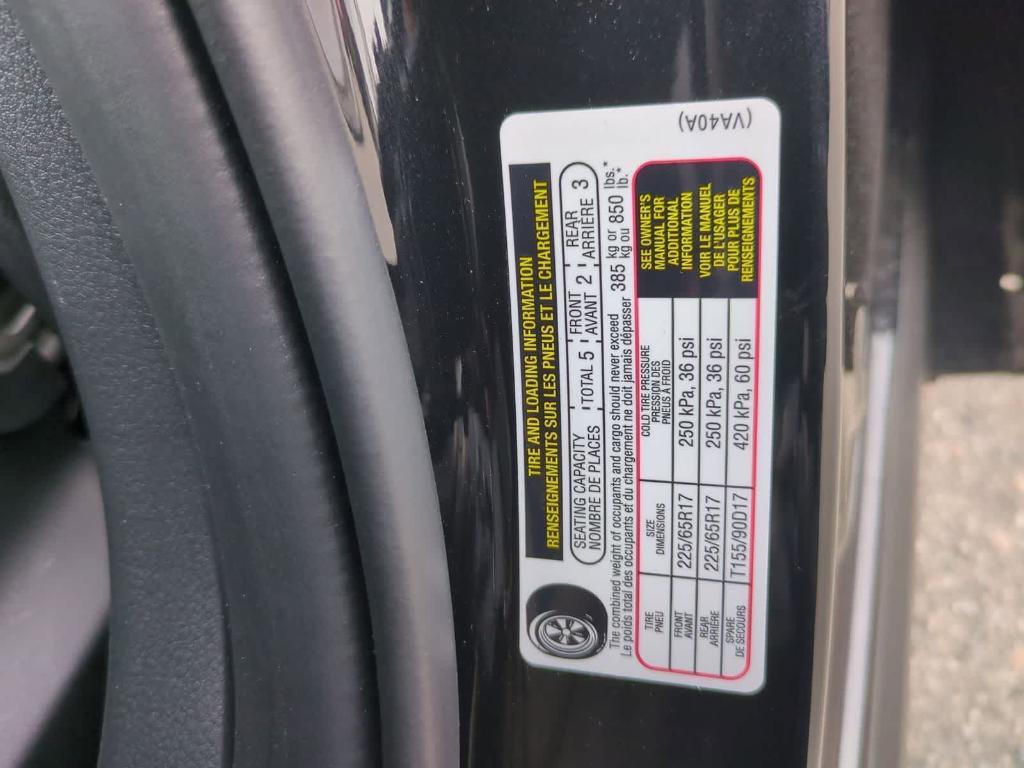 TIRE AND LOADING INFORMATION
RENSEIGNEMENTS SUR LES PNEUS ET LE CHARGEMENT
SEATING CAPACITY TOTAL 5 FRONT 2 REAR 3
NOMBRE DE PLACES AVANT ARRIÈRE
The combined weight of occupants and cargo should never exceed 385 kg or 850 lbs.*
Le poids total des occupants et du chargement ne doit jamais dépasser kg ou lb.*
TIRE SIZE COLD TIRE PRESSURE
PNEU DIMENSIONS PRESSION DES
PNEUS A FROID
FRONT 225/65R17 250 kPa, 36 psi
AVANT
REAR 225/65R17 250 kPa, 36 psi
ARRIÈRE
SPARE T155/90D17 420 kPa, 60 psi
DE SECOURS
SEE OWNER'S
MANUAL FOR
ADDITIONAL
INFORMATION
VOIR LE MANUEL
DE L'USAGER
POUR PLUS DE
RENSEIGNEMENTS
(VA40A)